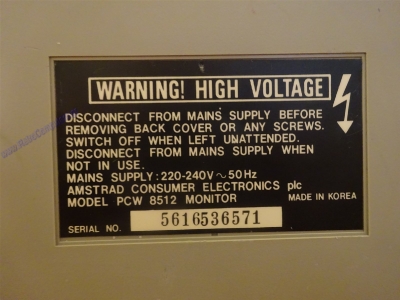 WARNING! HIGH VOLTAGE
DISCONNECT FROM MAINS SUPPLY BEFORE
REMOVING BACK COVER OR ANY SCREWS.
SWITCH OFF WHEN LEFT UNATTENDED.
DISCONNECT FROM MAINS SUPPLY WHEN
NOT IN USE.
MAINS SUPPLY: 220-240V~50Hz
AMSTRAD CONSUMER ELECTRONICS plc
MODEL PCW 8512 MONITOR MADE IN KOREA
SERIAL NO. 5616536571